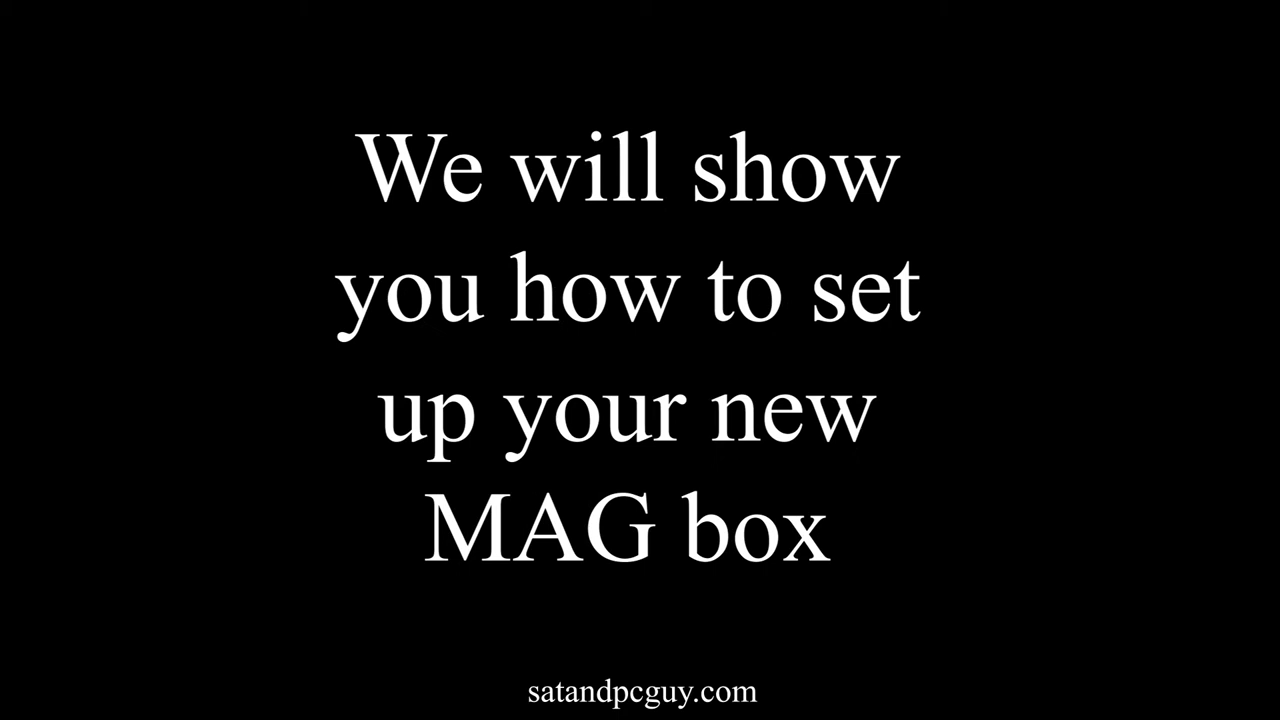 We will show
you how to set
up your new
MAG box
satandpcguy.com